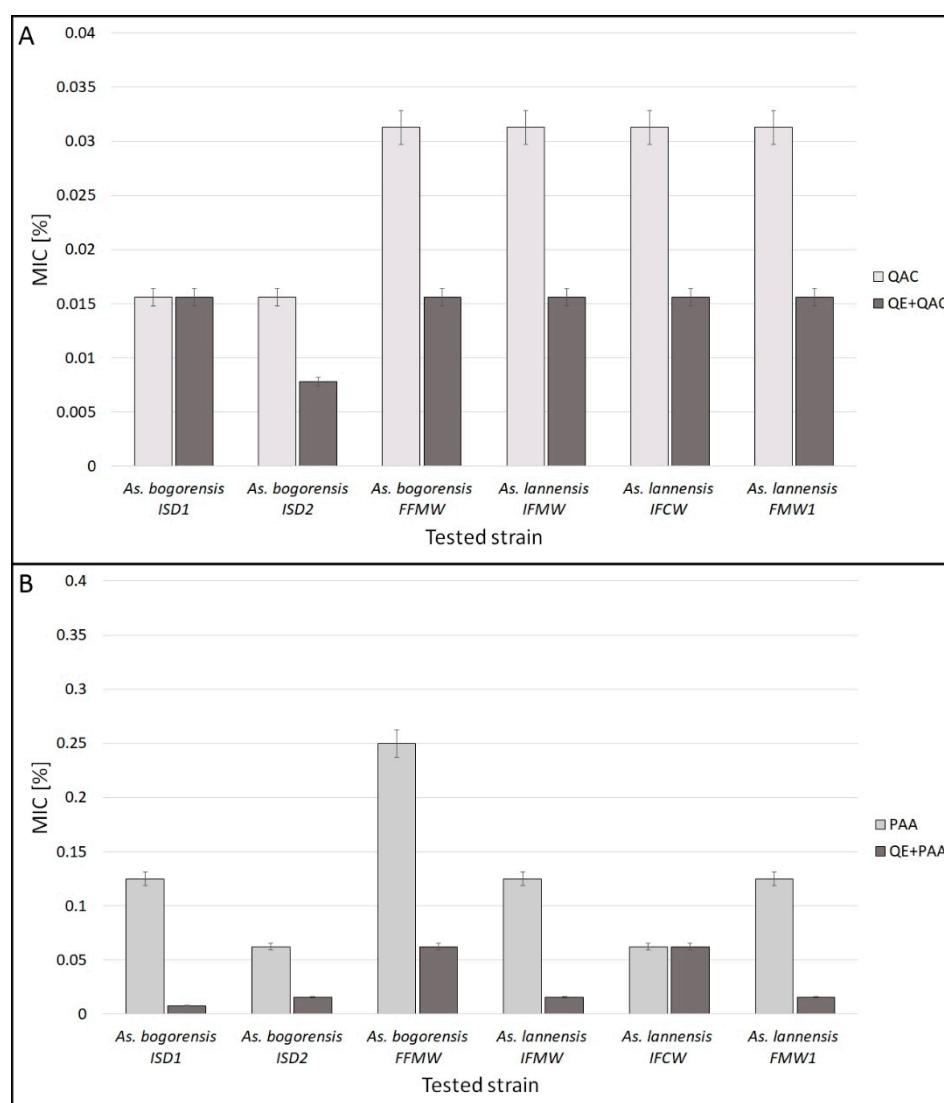 A
0.04
0.035
0.03
0.025
0.02
0.015
0.01
0.005
0
MIC [%]
QAC
QE+QAC
As. bogorensis
ISD1
As. bogorensis
ISD2
As. bogorensis
FFMW
As. lannensis
IFMW
As. lannensis
IFCW
As. lannensis
FMW1
Tested strain
B
0.4
0.35
0.3
0.25
0.2
0.15
0.1
0.05
0
MIC [%]
PAA
QE+PAA
As. bogorensis
ISD1
As. bogorensis
ISD2
As. bogorensis
FFMW
As. lannensis
IFMW
As. lannensis
IFCW
As. lannensis
FMW1
Tested strain